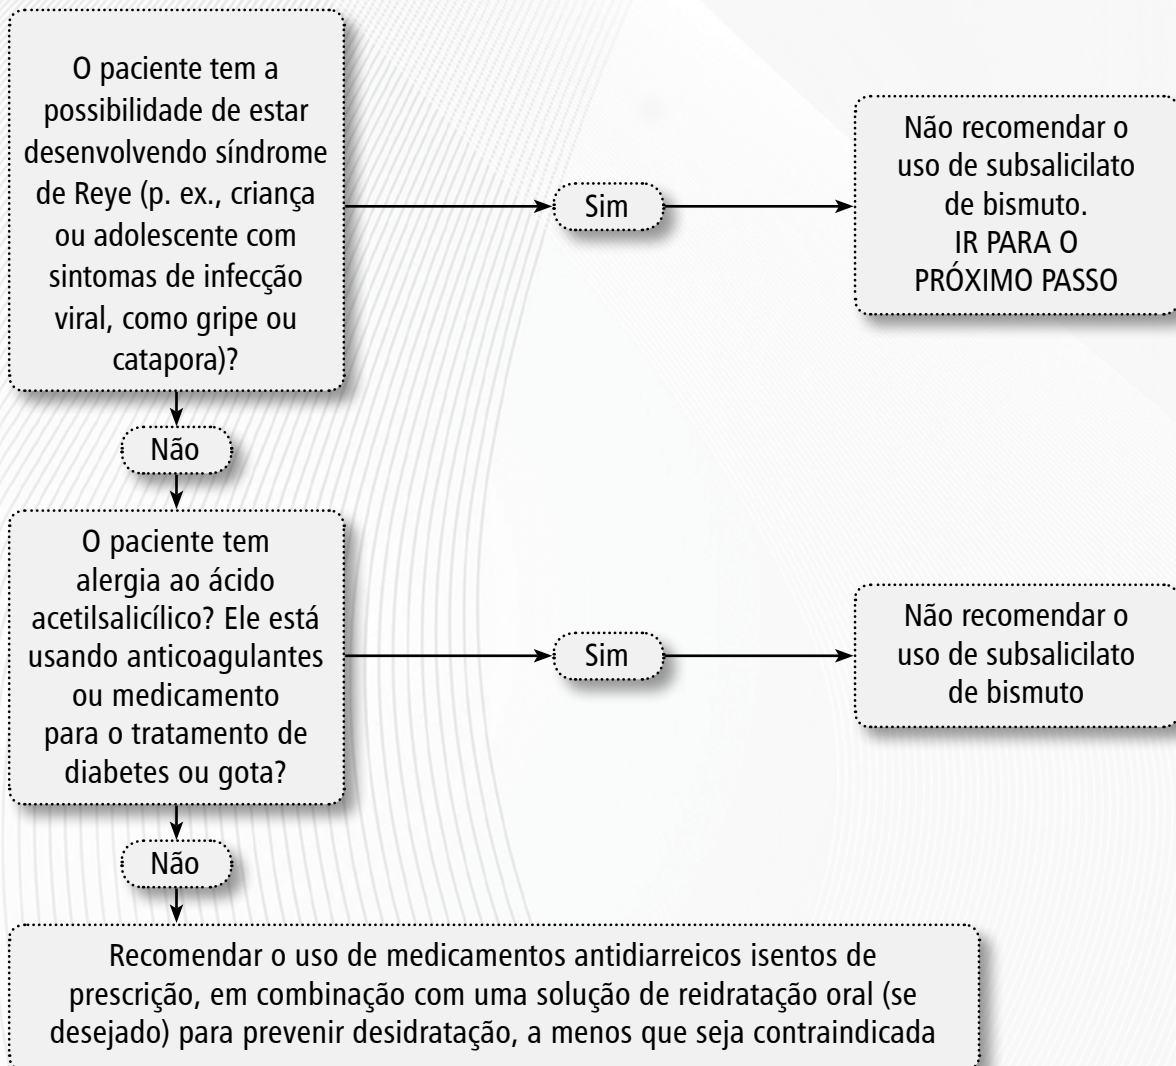 O paciente tem a
possibilidade de estar
desenvolvendo síndrome
de Reye (p. ex., criança
ou adolescente com
sintomas de infecção
viral, como gripe ou
catapora)?
Sim
Não recomendar o
uso de subsalicilato
de bismuto.
IR PARA O
PRÓXIMO PASSO
Não
O paciente tem
alergia ao ácido
acetilsalicílico? Ele está
usando anticoagulantes
ou medicamento
para o tratamento de
diabetes ou gota?
Sim
Não recomendar o
uso de subsalicilato
de bismuto
Não
Recomendar o uso de medicamentos antidiarreicos isentos de
prescrição, em combinação com uma solução de reidratação oral (se
desejado) para prevenir desidratação, a menos que seja contraindicada